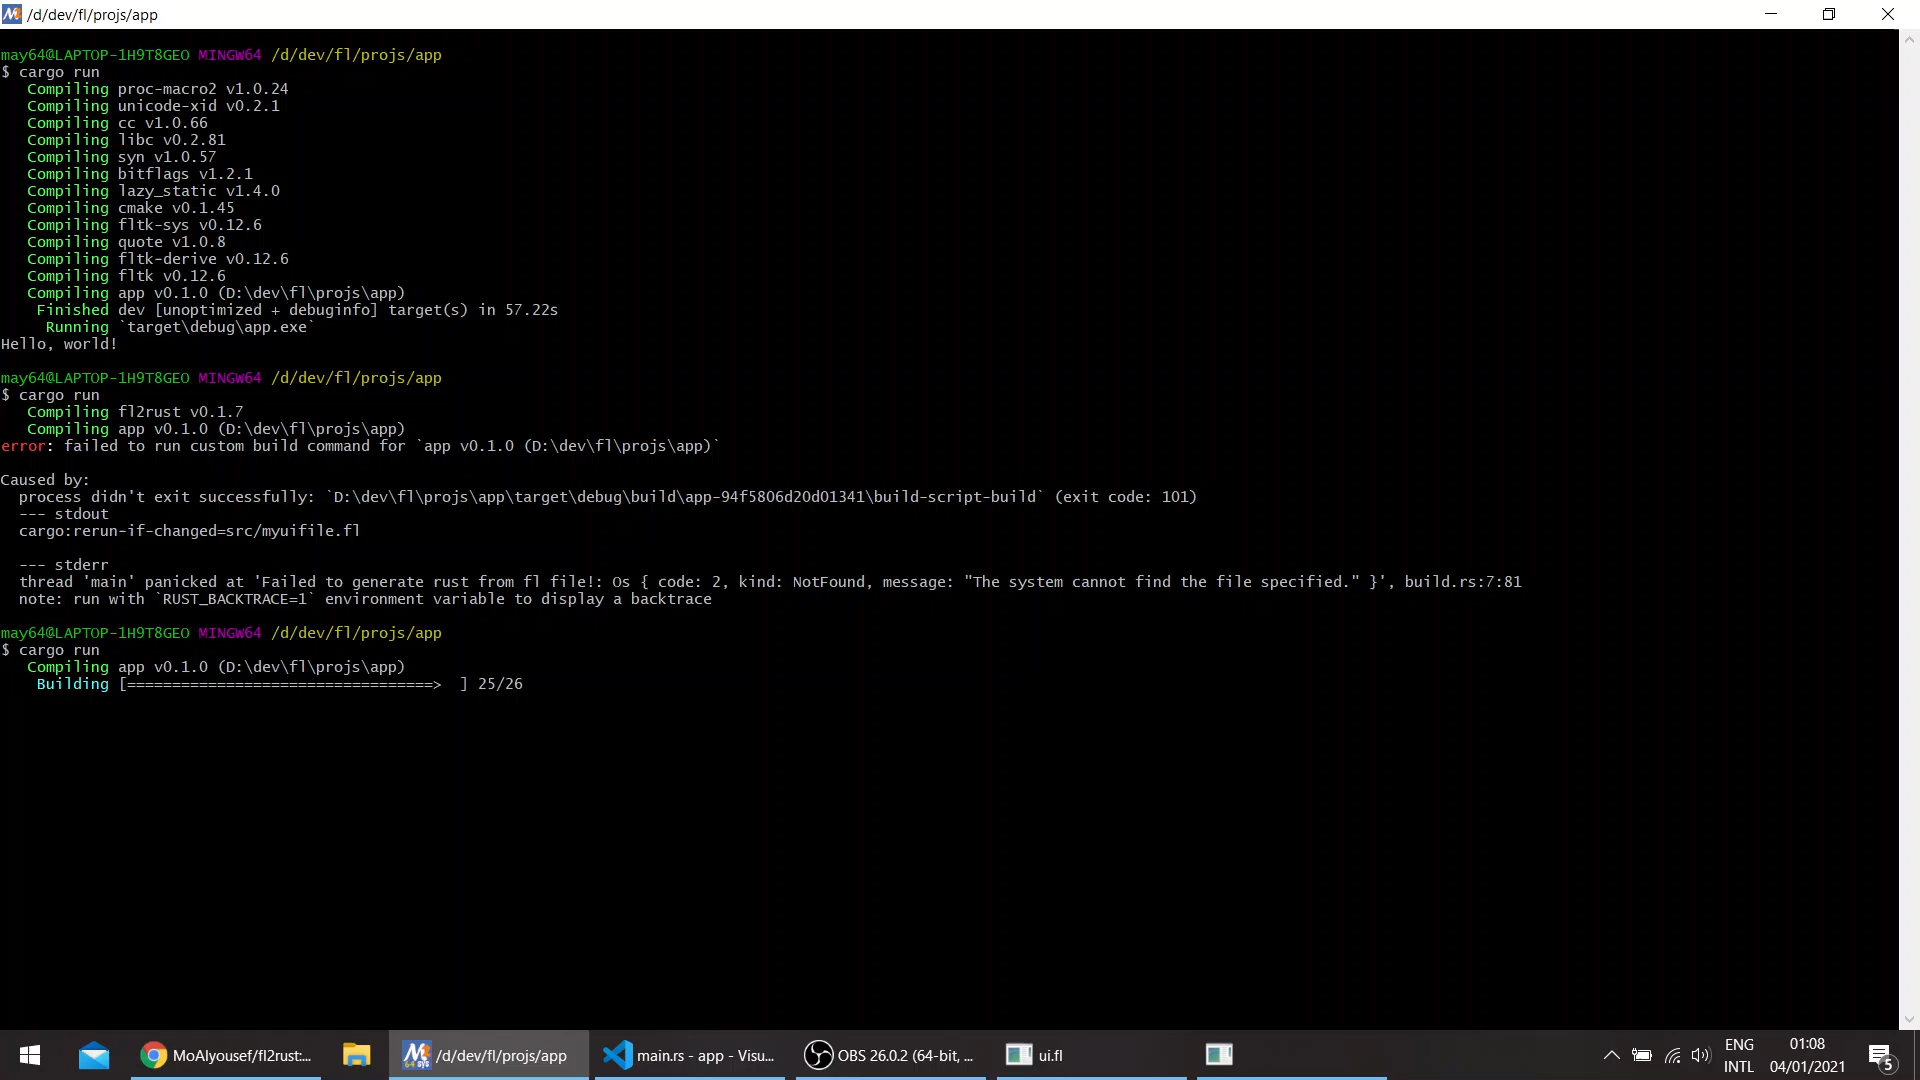 /d/dev/fl/projs/app
may64@LAPTOP-1H9T8GEO MINGW64 /d/dev/fl/projs/app
$ cargo run
   Compiling proc-macro2 v1.0.24
   Compiling unicode-xid v0.2.1
   Compiling cc v1.0.66
   Compiling libc v0.2.81
   Compiling syn v1.0.57
   Compiling bitflags v1.2.1
   Compiling lazy_static v1.4.0
   Compiling cmake v0.1.45
   Compiling fltk-sys v0.12.6
   Compiling quote v1.0.8
   Compiling fltk-derive v0.12.6
   Compiling fltk v0.12.6
   Compiling app v0.1.0 (D:\dev\fl\projs\app)
    Finished dev [unoptimized + debuginfo] target(s) in 57.22s
     Running `target\debug\app.exe`
Hello, world!
may64@LAPTOP-1H9T8GEO MINGW64 /d/dev/fl/projs/app
$ cargo run
   Compiling fl2rust v0.1.7
   Compiling app v0.1.0 (D:\dev\fl\projs\app)
error: failed to run custom build command for `app v0.1.0 (D:\dev\fl\projs\app)`
Caused by:
  process didn't exit successfully: `D:\dev\fl\projs\app\target\debug\build\app-94f5806d20d01341\build-script-build` (exit code: 101)
  --- stdout
  cargo:rerun-if-changed=src/myuifile.fl
  --- stderr
  thread 'main' panicked at 'Failed to generate rust from fl file!: Os { code: 2, kind: NotFound, message: "The system cannot find the file specified." }', build.rs:7:81
  note: run with `RUST_BACKTRACE=1` environment variable to display a backtrace
may64@LAPTOP-1H9T8GEO MINGW64 /d/dev/fl/projs/app
$ cargo run
   Compiling app v0.1.0 (D:\dev\fl\projs\app)
    Building [==================================>  ] 25/26
MoAlyousef/fl2rust:...
/d/dev/fl/projs/app
main.rs - app - Visu...
OBS 26.0.2 (64-bit, ...
ui.fl
ENG
INTL
01:08
04/01/2021
5